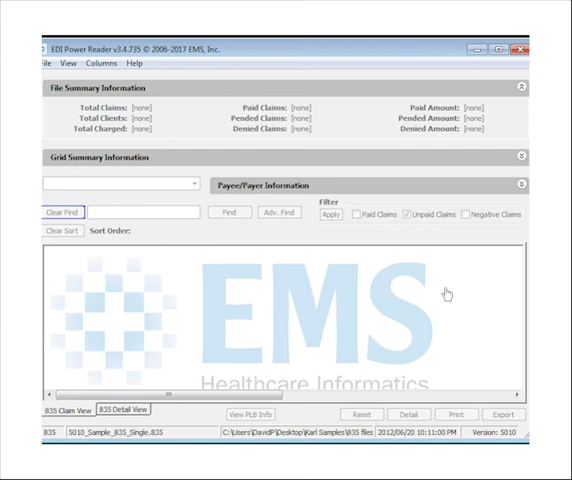 EDI Power Reader v3.4.735 © 2006-2017 EMS, Inc.
File View Columns Help
File Summary Information
Total Claims: [none] Paid Claims: [none] Paid Amount: [none]
Total Clients: [none] Pended Claims: [none] Pended Amount: [none]
Total Charged: [none] Denied Claims: [none] Denied Amount: [none]
Grid Summary Information
Payee/Payer Information
Filter
Clear Find Find Adv. Find Apply Paid Claims Unpaid Claims Negative Claims
Clear Sort Sort Order:
EMS
Healthcare Informatics
835 Claim View 835 Detail View View PLB Info Remit Detail Print Export
835 5010_Sample_835_Single.835 C:\Users\DavidP\Desktop\Karl Samples\835 files 2012/06/20 10:11:00 PM Version: 5010